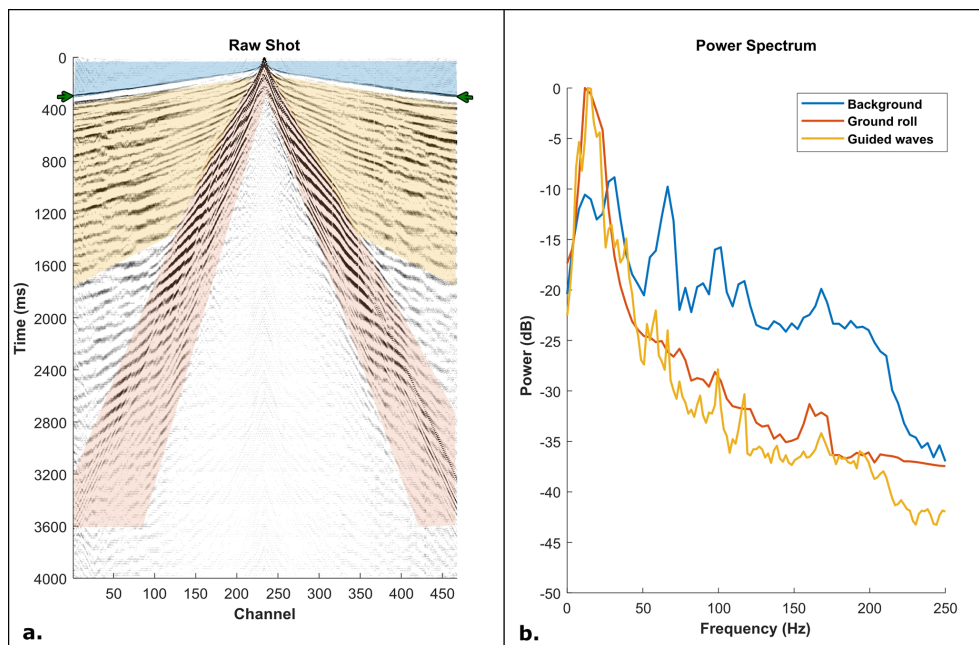 Raw Shot
0
400
800
1200
1600
2000
2400
2800
3200
3600
4000
Time (ms)
50 100 150 200 250 300 350 400 450
Channel
a.
Power Spectrum
Background
Ground roll
Guided waves
0
-5
-10
-15
-20
-25
-30
-35
-40
-45
-50
Power (dB)
0 50 100 150 200 250
Frequency (Hz)
b.